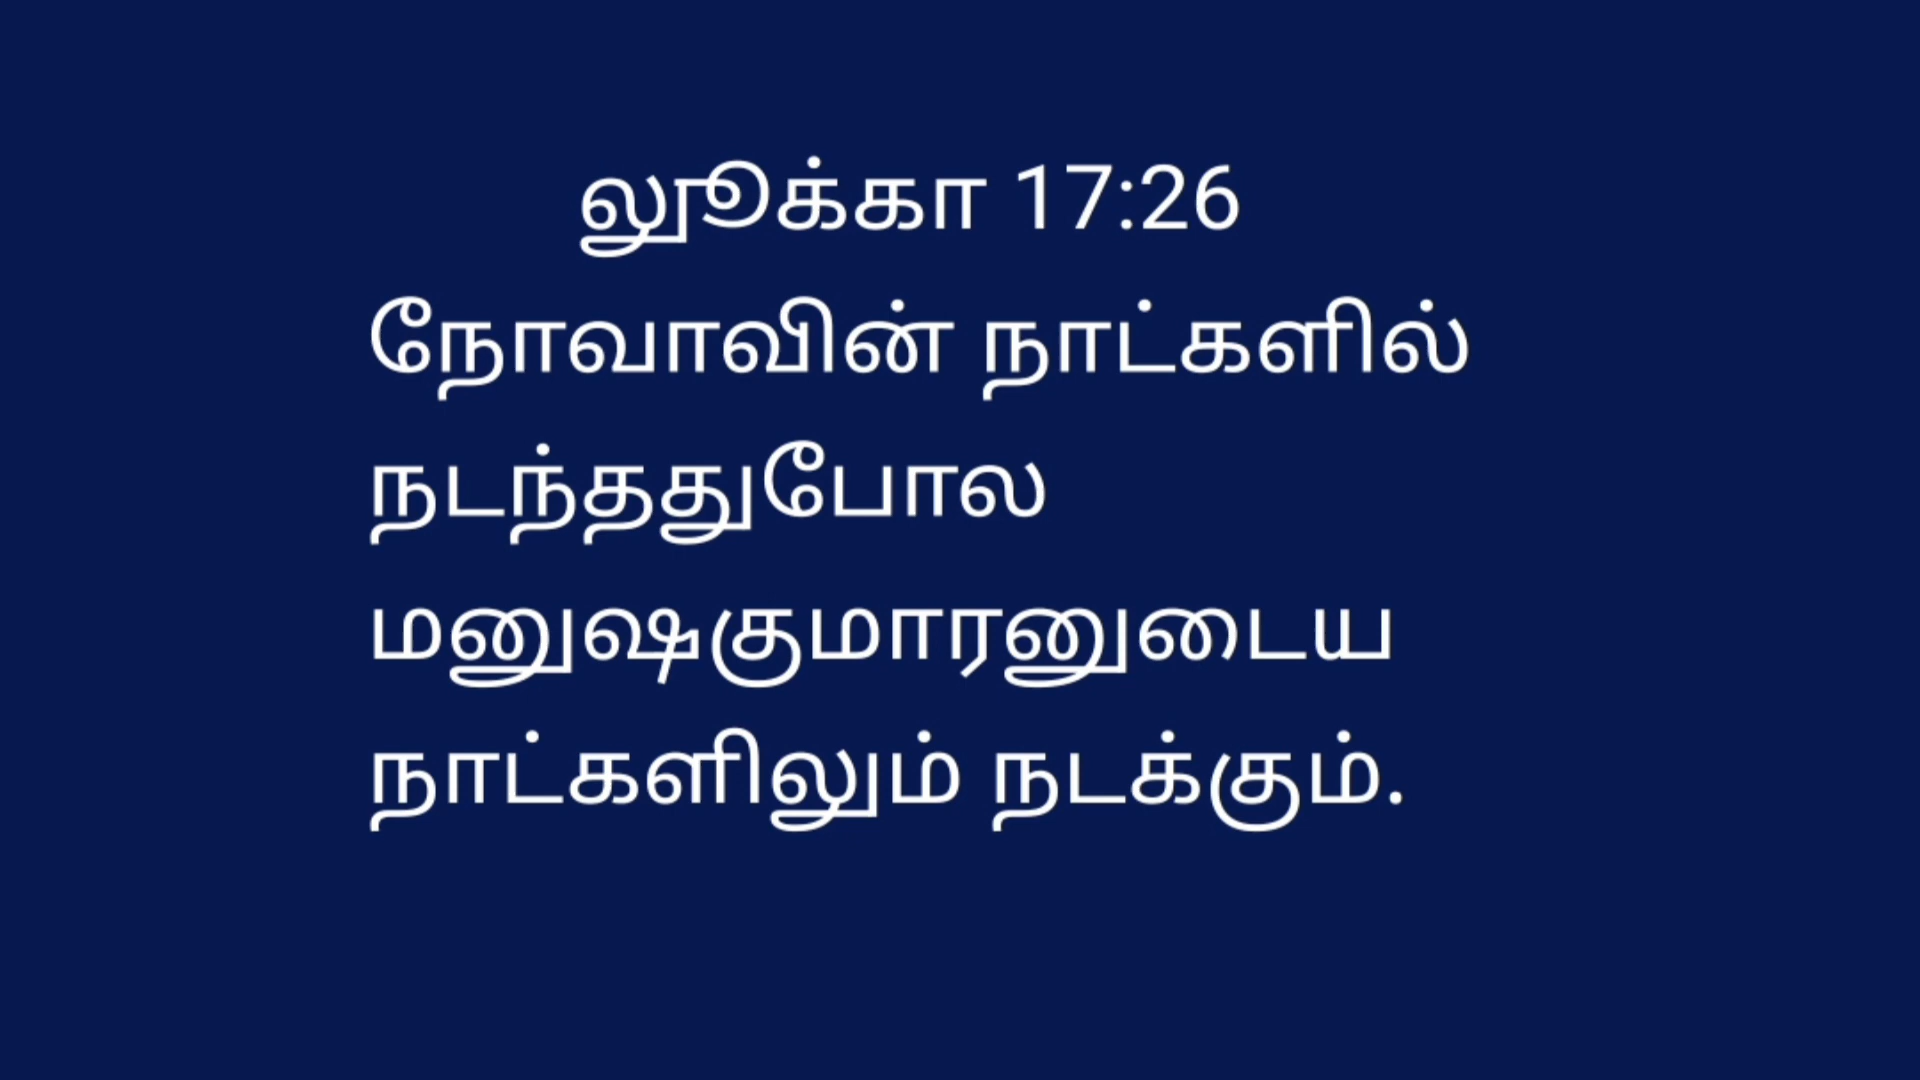 லூக்கா 17:26
நோவாவின் நாட்களில்
நடந்ததுபோல
மனுஷகுமாரனுடைய
நாட்களிலும் நடக்கும்.